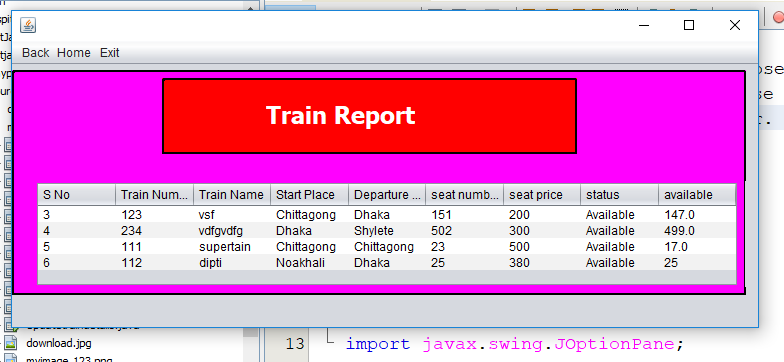 Back Home Exit
Train Report
S No Train Num... Train Name Start Place Departure ... seat numb... seat price status available
3 123 vsf Chittagong Dhaka 151 200 Available 147.0
4 234 vdfgvdfg Dhaka Shylete 502 300 Available 499.0
5 111 supertain Chittagong Chittagong 23 500 Available 17.0
6 112 dipti Noakhali Dhaka 25 380 Available 25
download.jpg
myimage_123.png
13 import javax.swing.JOptionPane;